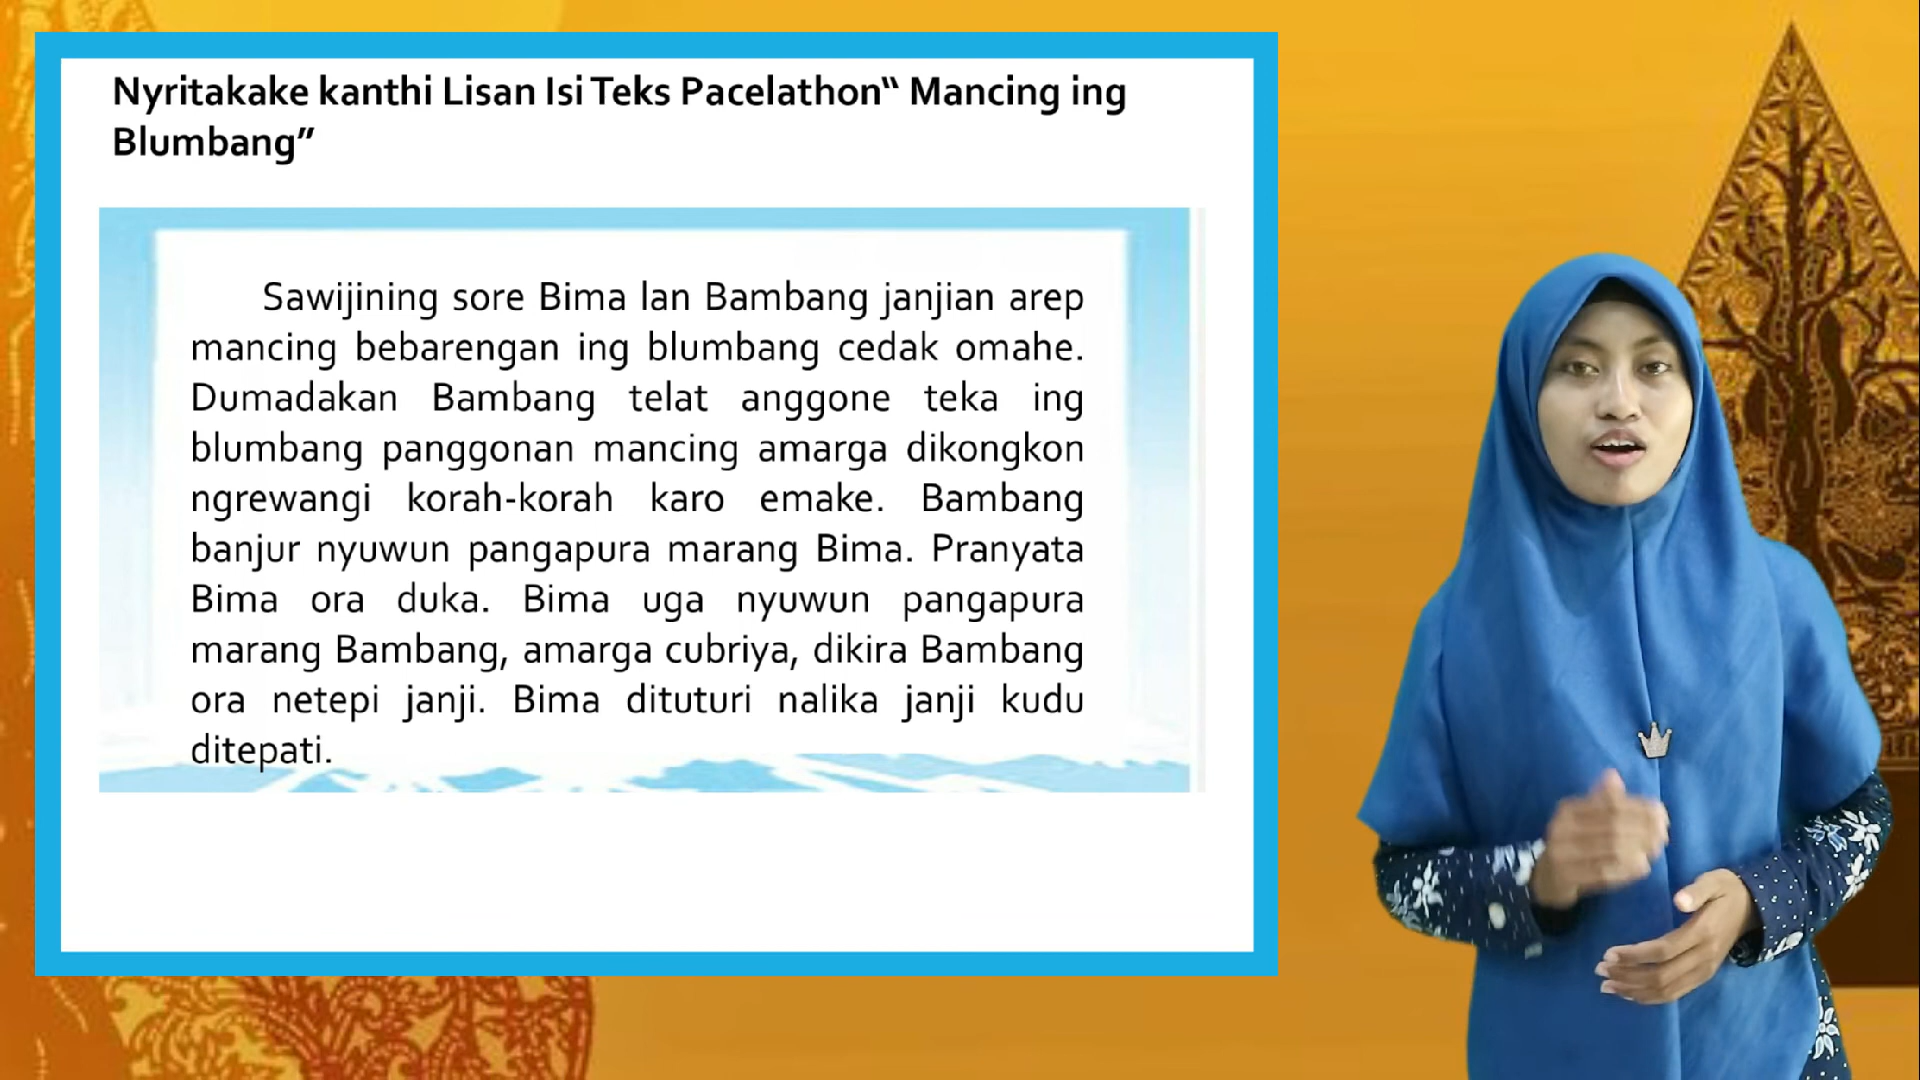 Nyritakake kanthi Lisan Isi Teks Pacelathon“ Mancing ing
Blumbang”
Sawijining sore Bima lan Bambang janjian arep
mancing bebarengan ing blumbang cedak omahe.
Dumadakan Bambang telat anggone teka ing
blumbang panggonan mancing amarga dikongkon
ngrewangi korah-korah karo emake. Bambang
banjur nyuwun pangapura marang Bima. Pranyata
Bima ora duka. Bima uga nyuwun pangapura
marang Bambang, amarga cubriya, dikira Bambang
ora netepi janji. Bima dituturi nalika janji kudu
ditepati.